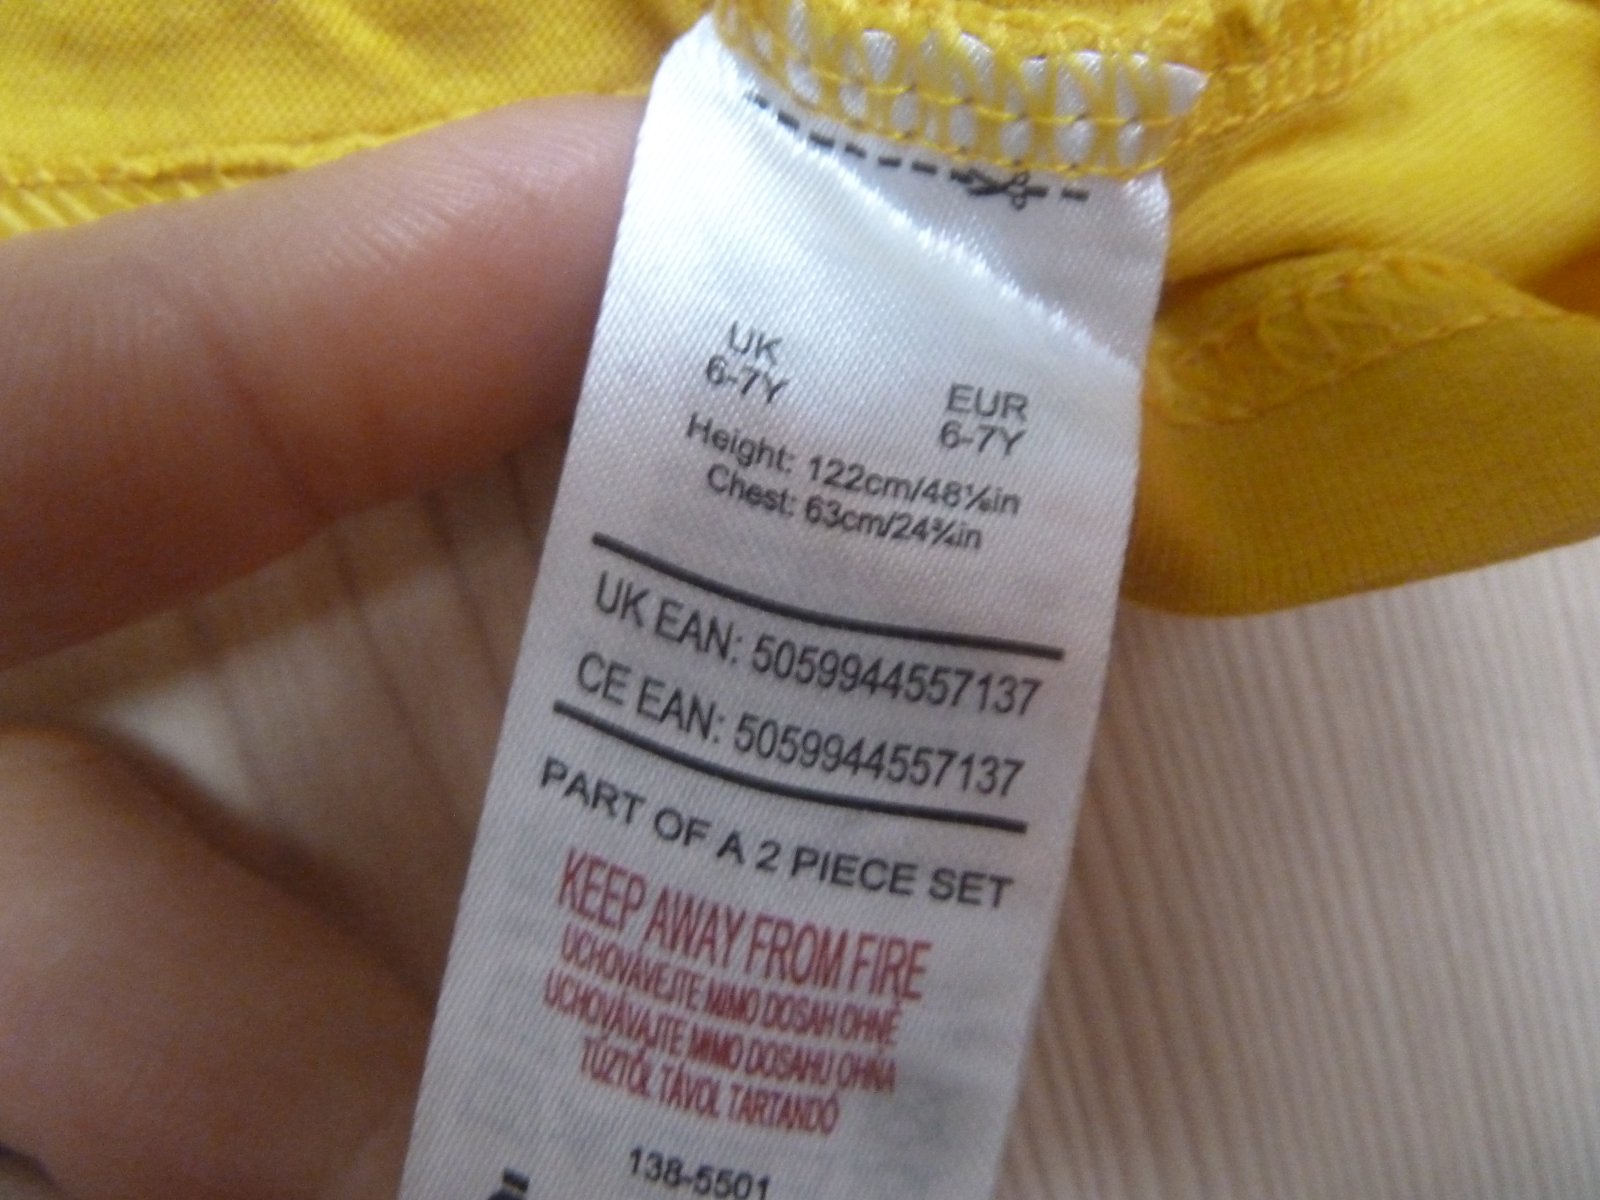 UK
6-7Y
EUR
6-7Y
Height: 122cm/48⅛in
Chest: 63cm/24¾in
UK EAN: 5059944557137
CE EAN: 5059944557137
PART OF A 2 PIECE SET
KEEP AWAY FROM FIRE
UCHOVÁVEJTE MIMO DOSAH OHNĚ
UCHOVÁVAJTE MIMO DOSAHU OHŇA
TŰZTŐL TÁVOL TARTANDÓ
138-5501